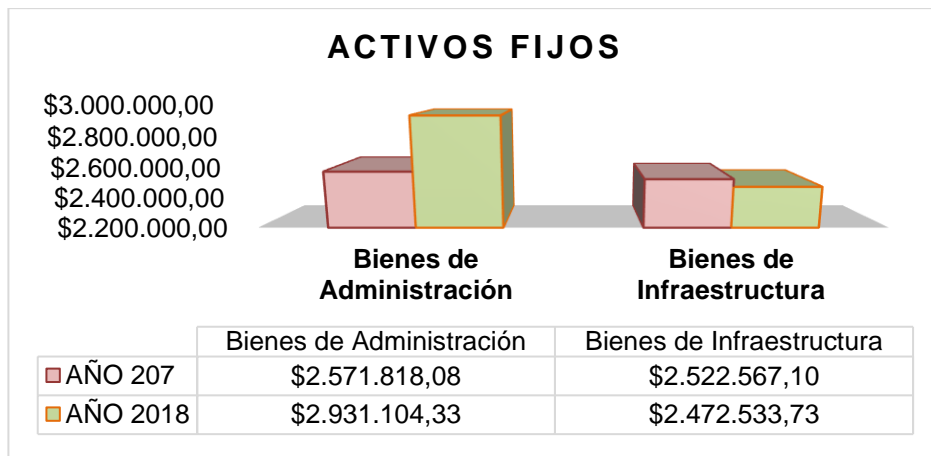 ACTIVOS FIJOS
$3.000.000,00
$2.800.000,00
$2.600.000,00
$2.400.000,00
$2.200.000,00
Bienes de Administración
Bienes de Infraestructura
Bienes de Administración Bienes de Infraestructura
AÑO 207 $2.571.818,08 $2.522.567,10
AÑO 2018 $2.931.104,33 $2.472.533,73